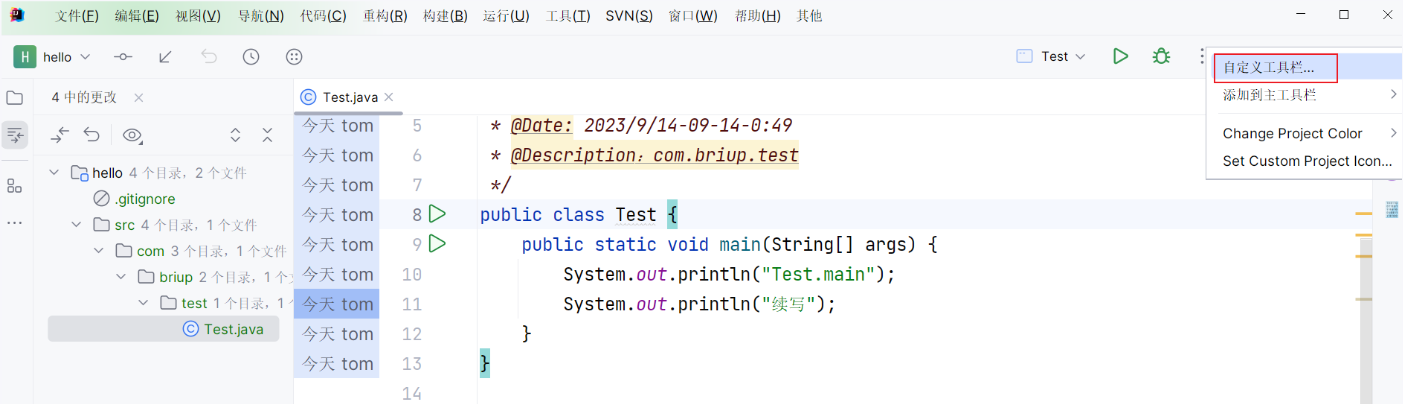 文件(F) 编辑(E) 视图(V) 导航(N) 代码(C) 重构(R) 构建(B) 运行(U) 工具(T) SVN(S) 窗口(W) 帮助(H) 其他
H hello Test
自定义工具栏...
添加到主工具栏
Change Project Color
Set Custom Project Icon...
4 中的更改
hello 4 个目录，2 个文件
.gitignore
src 4 个目录，1 个文件
com 3 个目录，1 个文件
briup 2 个目录，1 个
test 1 个目录，1
Test.java
Test.java
今天 tom 5 * @Date: 2023/9/14-09-14-0:49
今天 tom 6 * @Description：com.briup.test
今天 tom 7 */
今天 tom 8 public class Test {
今天 tom 9 public static void main(String[] args) {
今天 tom 10 System.out.println("Test.main");
今天 tom 11 System.out.println("续写");
今天 tom 12 }
今天 tom 13 }
14